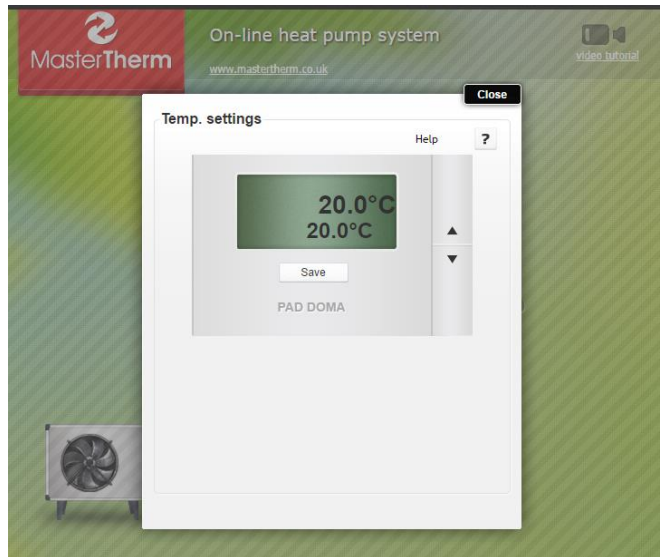 MasterTherm
On-line heat pump system
www.mastertherm.co.uk
video tutorial
Close
Temp. settings
Help
?
20.0°C
20.0°C
Save
PAD DOMA